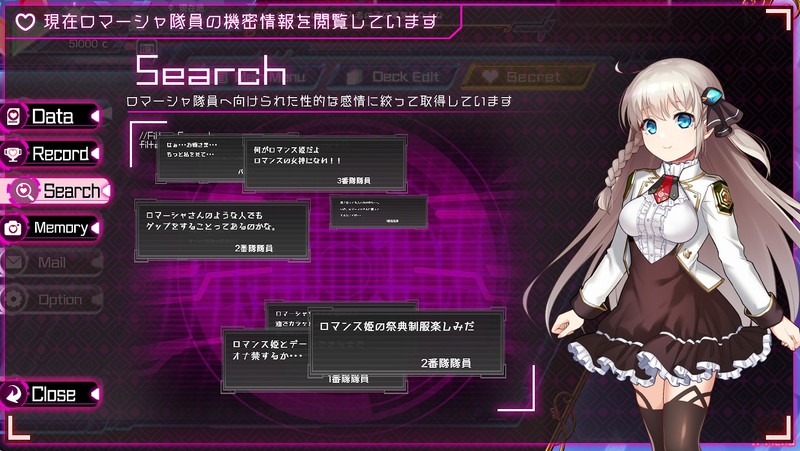 現在ロマーシャ隊員の機密情報を閲覧しています
51000 c
Search
Menu
Deck Edit
Secret
ロマーシャ隊員へ向けられた性的な感情に絞って取得しています
Data
Record
Search
Memory
Mail
Option
Close
はぁ・・・お姫さま・・・
もっと私を見て・・・
何がロマンス姫だよ
ロマンスの女神になれ！！
3番隊隊員
ロマーシャさんのような人でも
ゲップをすることってあるのかな。
2番隊隊員
ロマーシャ
ロマンス姫とデー
オナ禁するか・・・
1番隊隊員
ロマンス姫の祭典制服楽しみだ
2番隊隊員